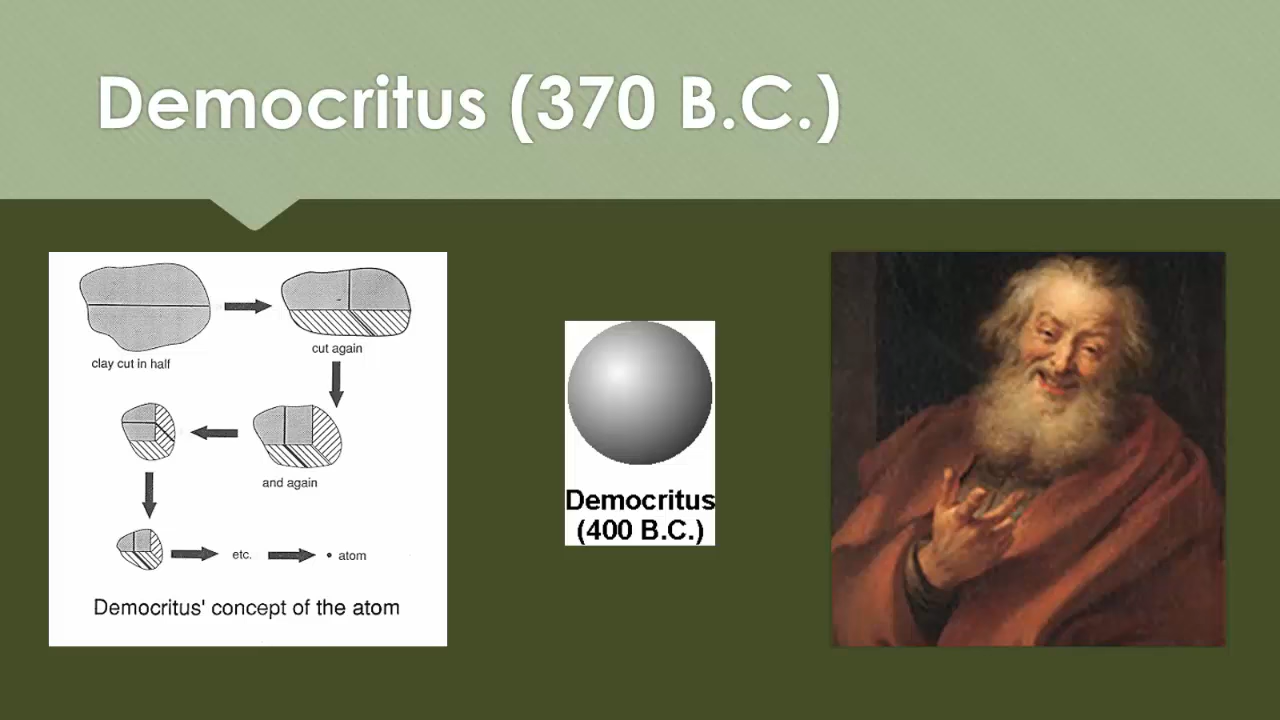 Democritus (370 B.C.)
clay cut in half
cut again
and again
etc.
atom
Democritus' concept of the atom
Democritus
(400 B.C.)